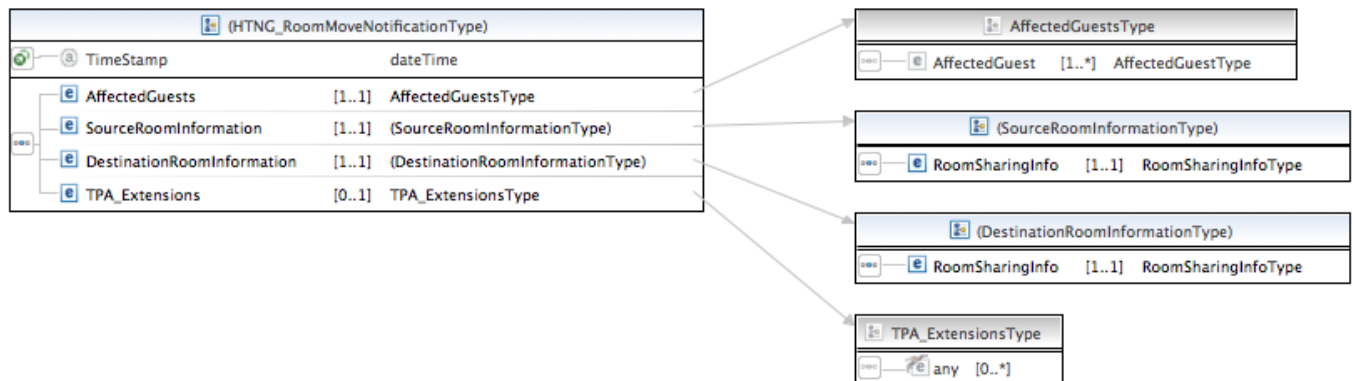 (HTNG_RoomMoveNotificationType)
TimeStamp dateTime
AffectedGuests [1..1] AffectedGuestsType
SourceRoomInformation [1..1] (SourceRoomInformationType)
DestinationRoomInformation [1..1] (DestinationRoomInformationType)
TPA_Extensions [0..1] TPA_ExtensionsType
AffectedGuestsType
AffectedGuest [1..*] AffectedGuestType
(SourceRoomInformationType)
RoomSharingInfo [1..1] RoomSharingInfoType
(DestinationRoomInformationType)
RoomSharingInfo [1..1] RoomSharingInfoType
TPA_ExtensionsType
any [0..*]